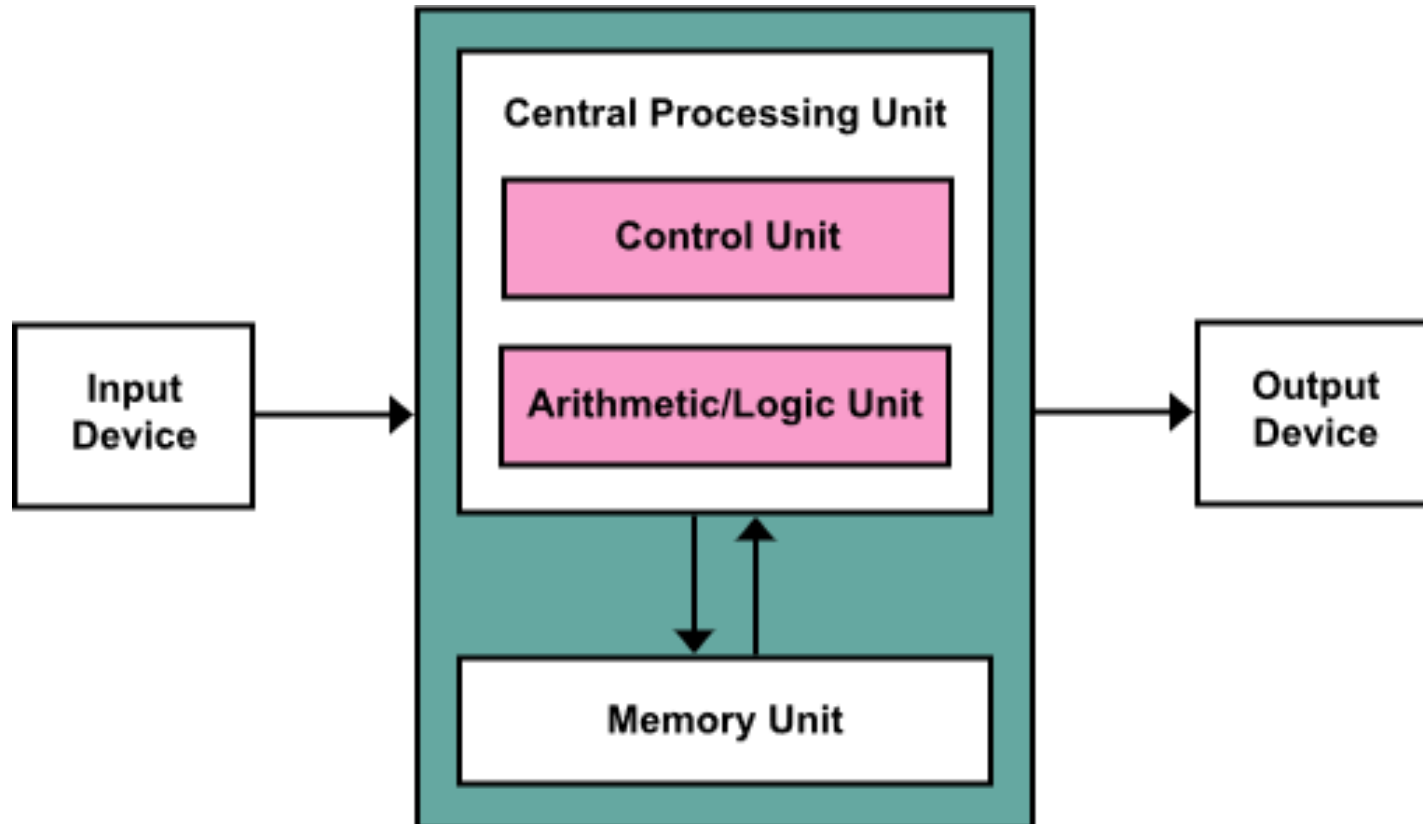 Central Processing Unit
Control Unit
Arithmetic/Logic Unit
Input
Device
Output
Device
Memory Unit